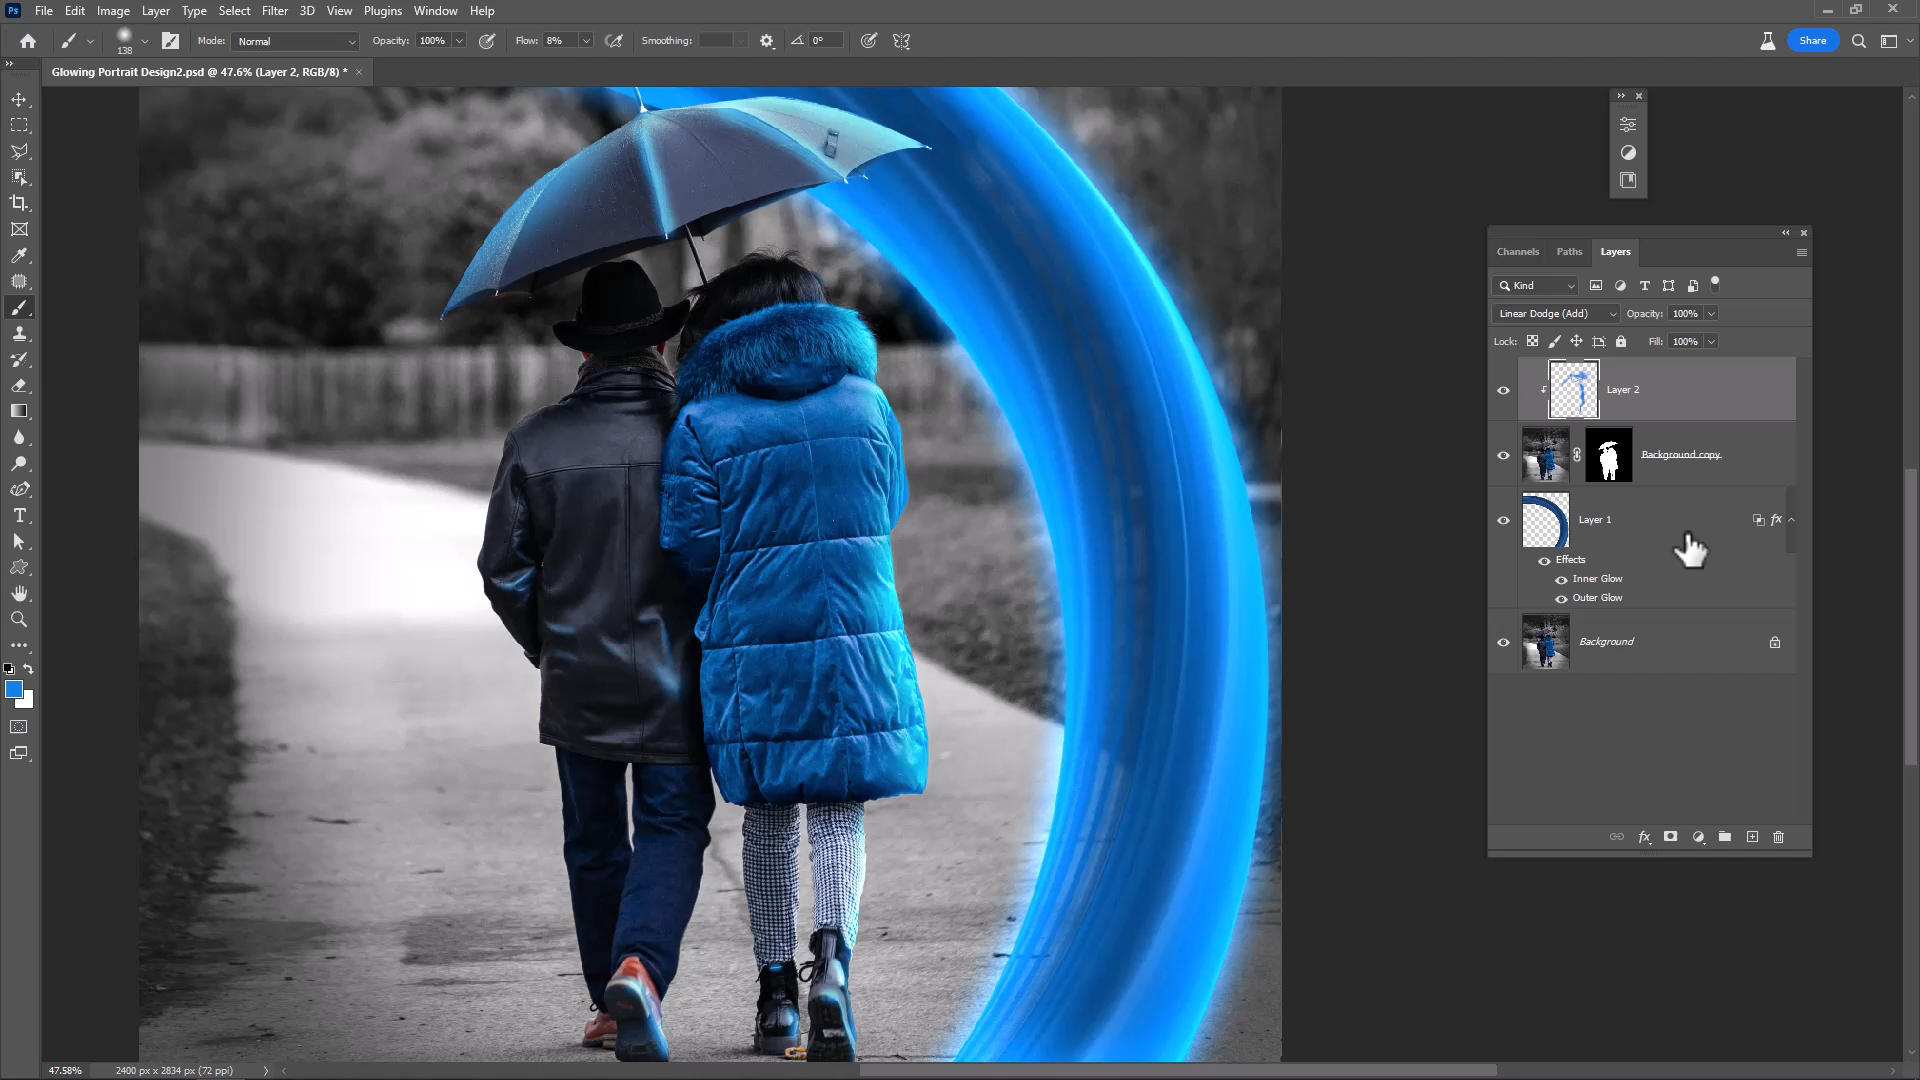 Ps File Edit Image Layer Type Select Filter 3D View Plugins Window Help
138 Mode: Normal Opacity: 100% Flow: 8% Smoothing: 0° Share
Glowing Portrait Design2.psd @ 47.6% (Layer 2, RGB/8) *
Channels Paths Layers
Kind
Linear Dodge (Add) Opacity: 100%
Lock: Fill: 100%
Layer 2
Background copy
Layer 1 fx
Effects
Inner Glow
Outer Glow
Background
fx
47.58% 2400 px x 2834 px (72 ppi)